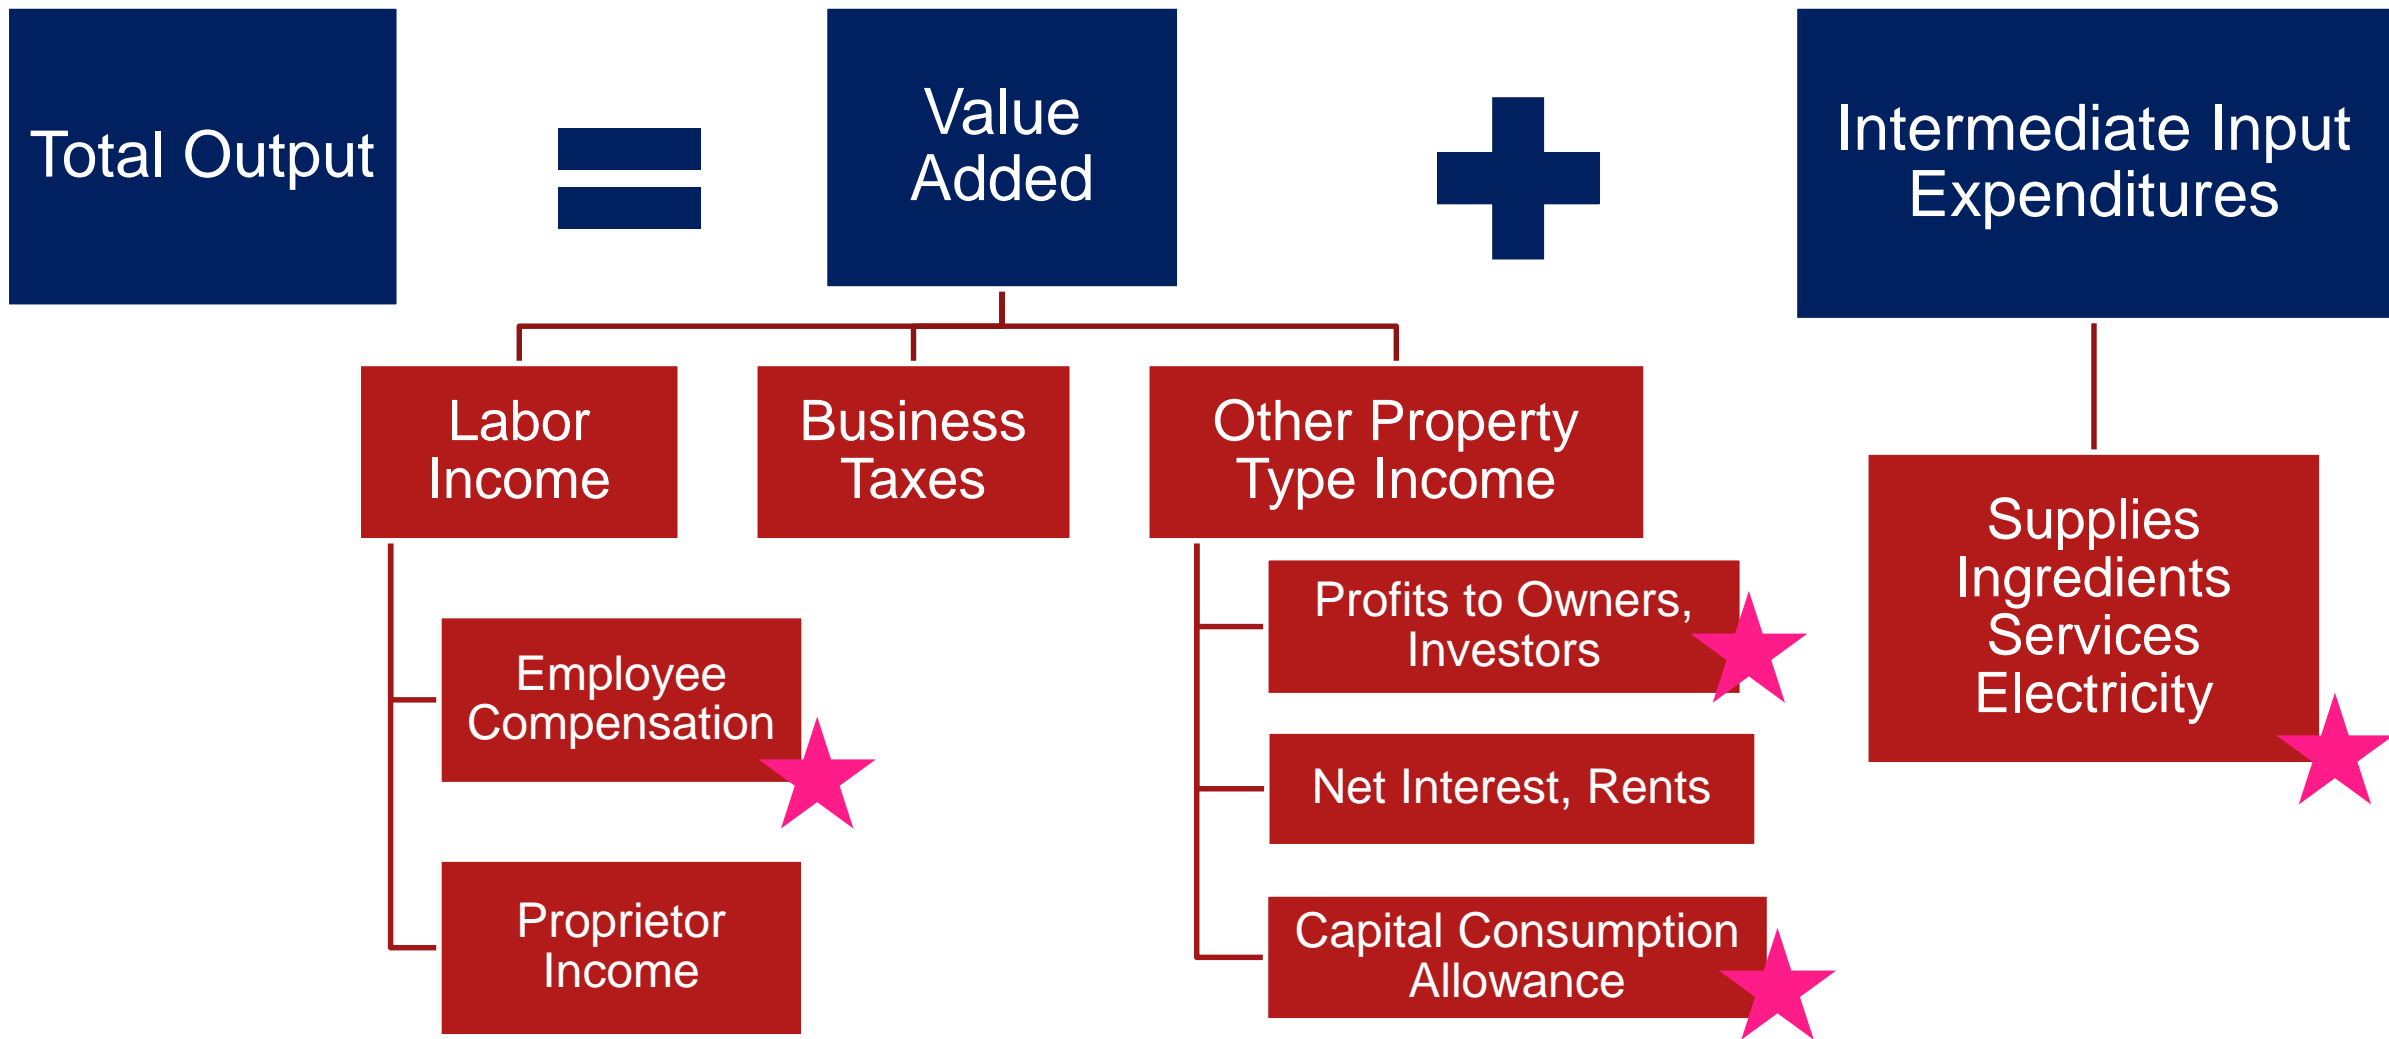 Total Output
Value
Added
Intermediate Input
Expenditures
Labor
Income
Business
Taxes
Other Property
Type Income
Employee
Compensation
Proprietor
Income
Profits to Owners,
Investors
Net Interest, Rents
Capital Consumption
Allowance
Supplies
Ingredients
Services
Electricity